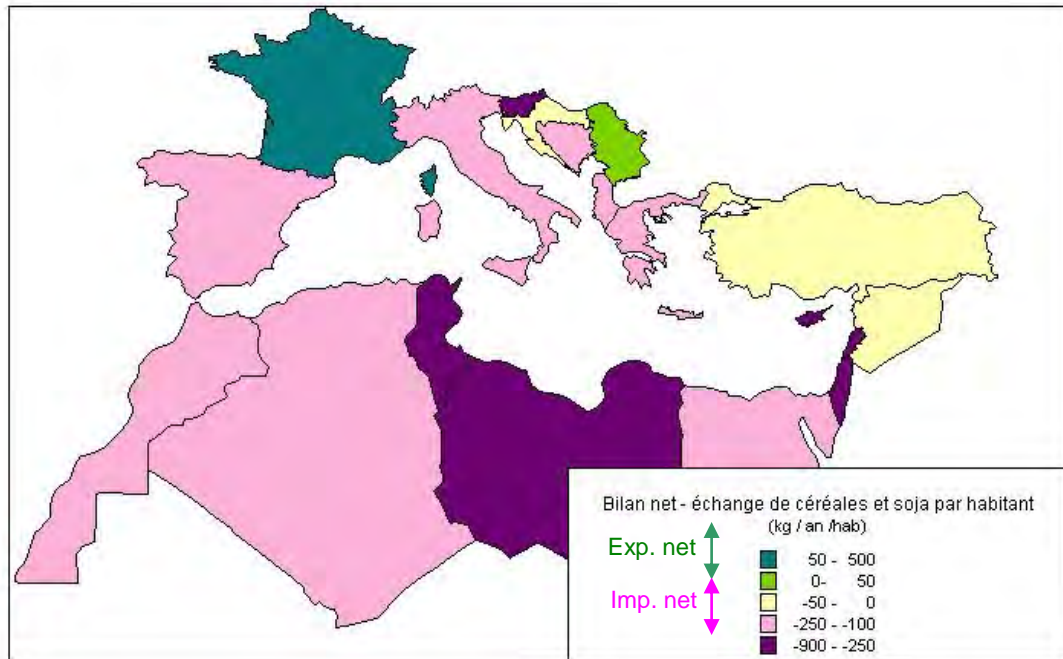 Bilan net - échange de céréales et soja par habitant
(kg / an /hab)
Exp. net
Imp. net
50 - 500
0- 50
-50 - 0
-250 - -100
-900 - -250